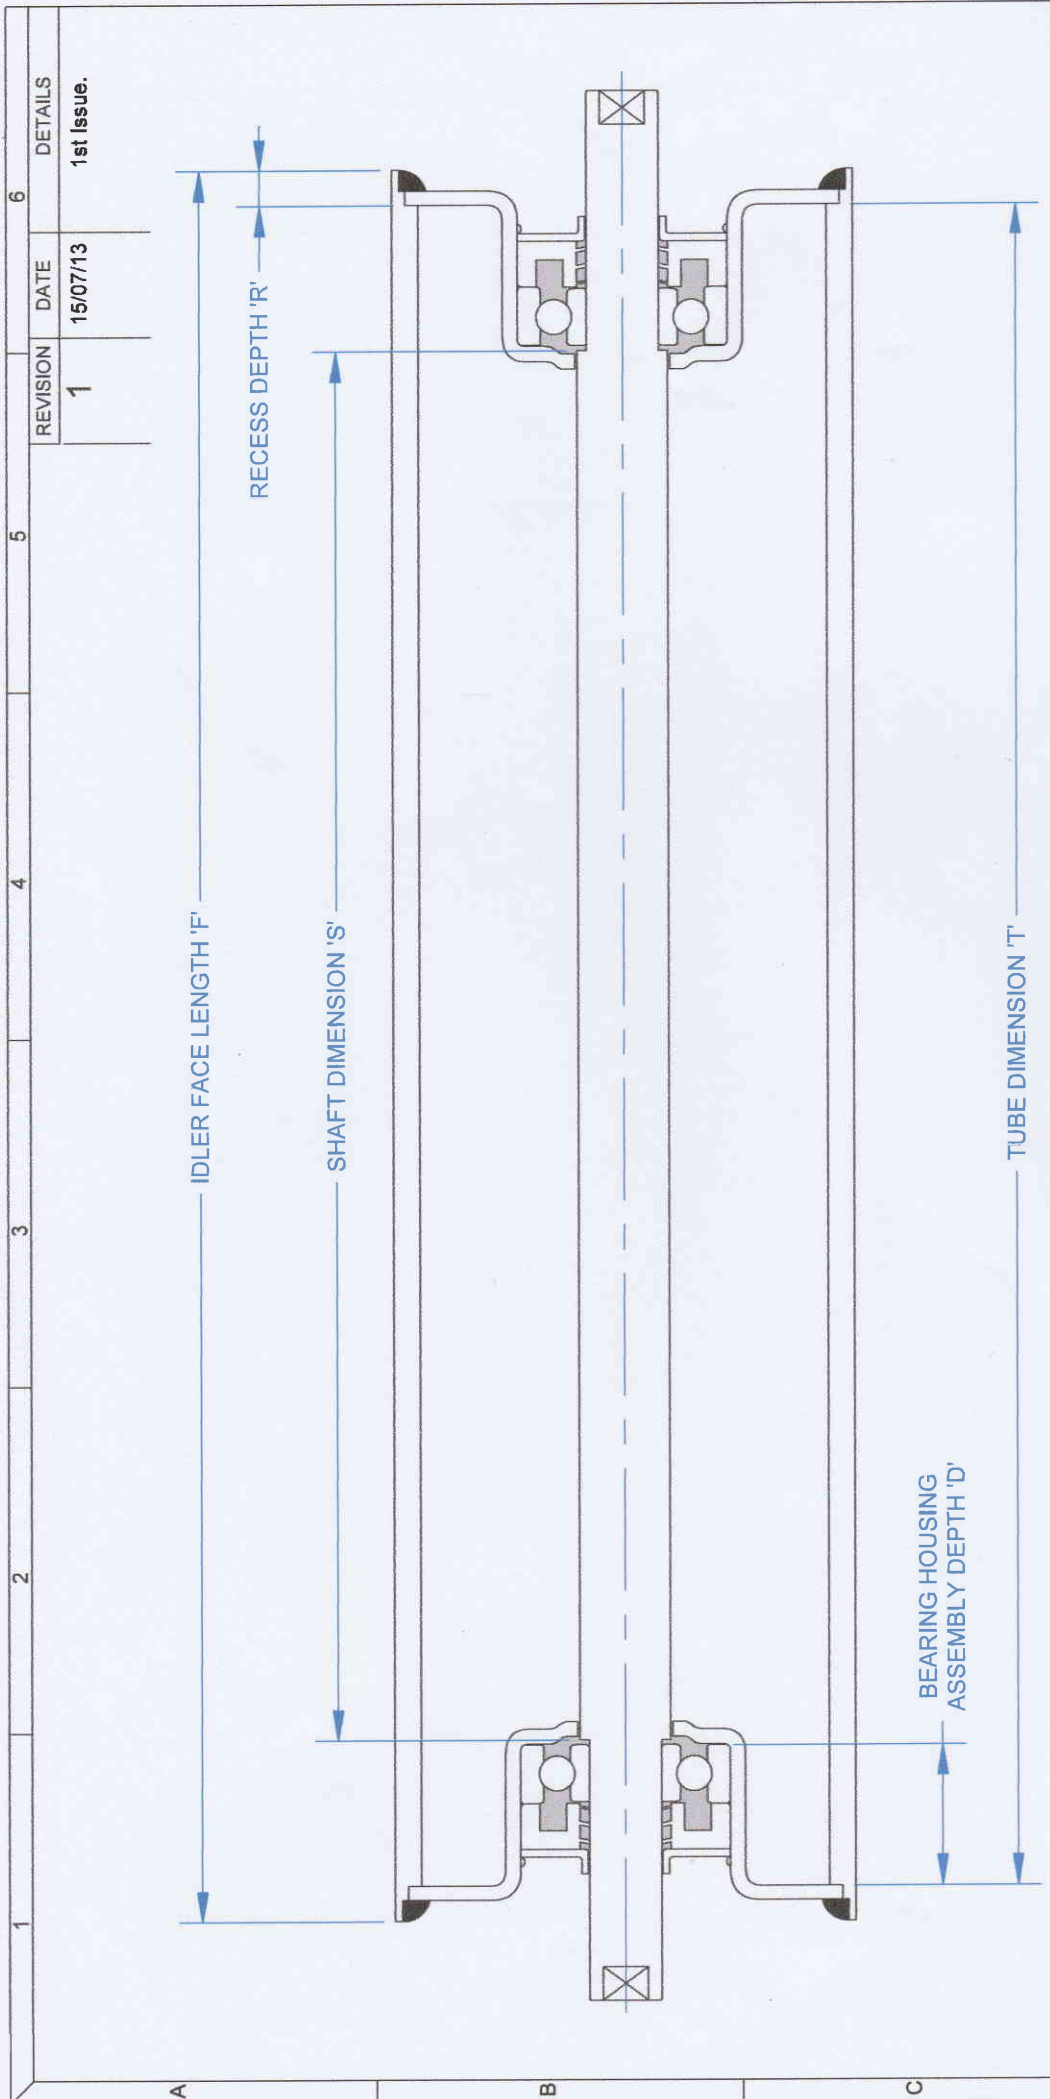 1
2
3
4
5
6
REVISION DATE DETAILS
1 15/07/13 1st Issue.
A
B
C
IDLER FACE LENGTH 'F'
RECESS DEPTH 'R'
SHAFT DIMENSION 'S'
BEARING HOUSING
ASSEMBLY DEPTH 'D'
TUBE DIMENSION 'T'